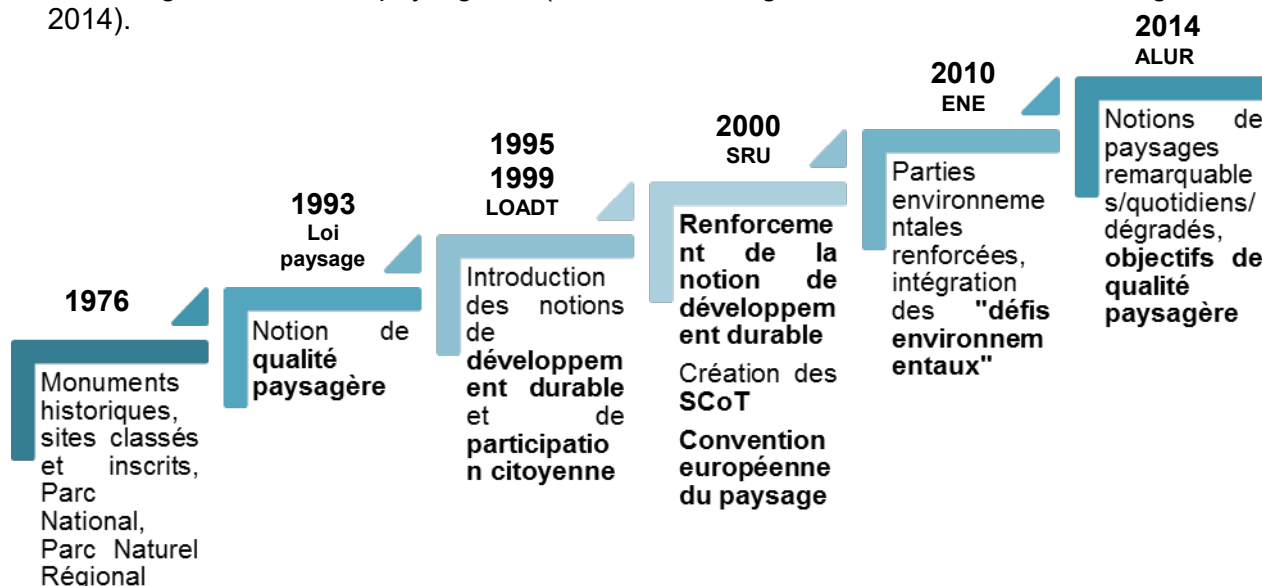 2014).
1976
Monuments
historiques,
sites classés
et inscrits,
Parc
National,
Parc Naturel
Régional
1993
Loi
paysage
Notion de
qualité
paysagère
1995
1999
LOADT
Introduction
des notions
de
développem
ent durable
et de
participatio
n citoyenne
2000
SRU
Renforceme
nt de la
notion de
développem
ent durable
Création des
SCoT
Convention
européenne
du paysage
2010
ENE
Parties
environneme
ntales
renforcées,
intégration
des "défis
environnem
entaux"
2014
ALUR
Notions de
paysages
remarquable
s/quotidiens/
dégradés,
objectifs de
qualité
paysagère